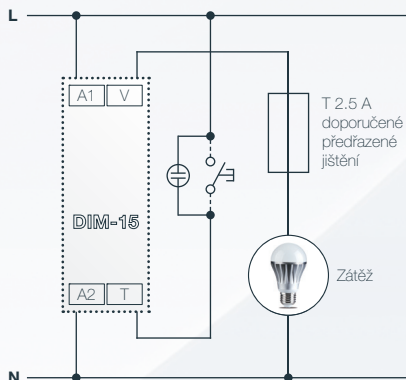 L
A1 V
T 2.5 A
doporučené
předřazené
jištění
DIM-15
Zátěž
A2 T
N